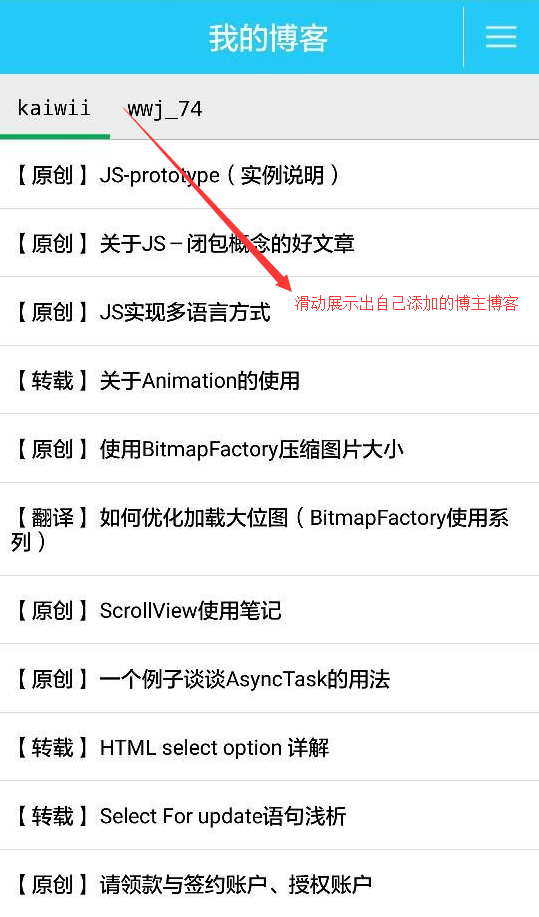 我的博客
kaiwii wwj_74
【 原创 】 JS-prototype（实例说明）
【 原创 】 关于JS – 闭包概念的好文章
滑动展示出自己添加的博主博客
【 原创 】 JS实现多语言方式
【 转载 】 关于Animation的使用
【 原创 】 使用BitmapFactory压缩图片大小
【 翻译 】 如何优化加载大位图（BitmapFactory使用系
列）
【 原创 】 ScrollView使用笔记
【 原创 】 一个例子谈谈AsyncTask的用法
【 转载 】 HTML select option 详解
【 转载 】 Select For update语句浅析
【 原创 】 请领款与签约账户、授权账户